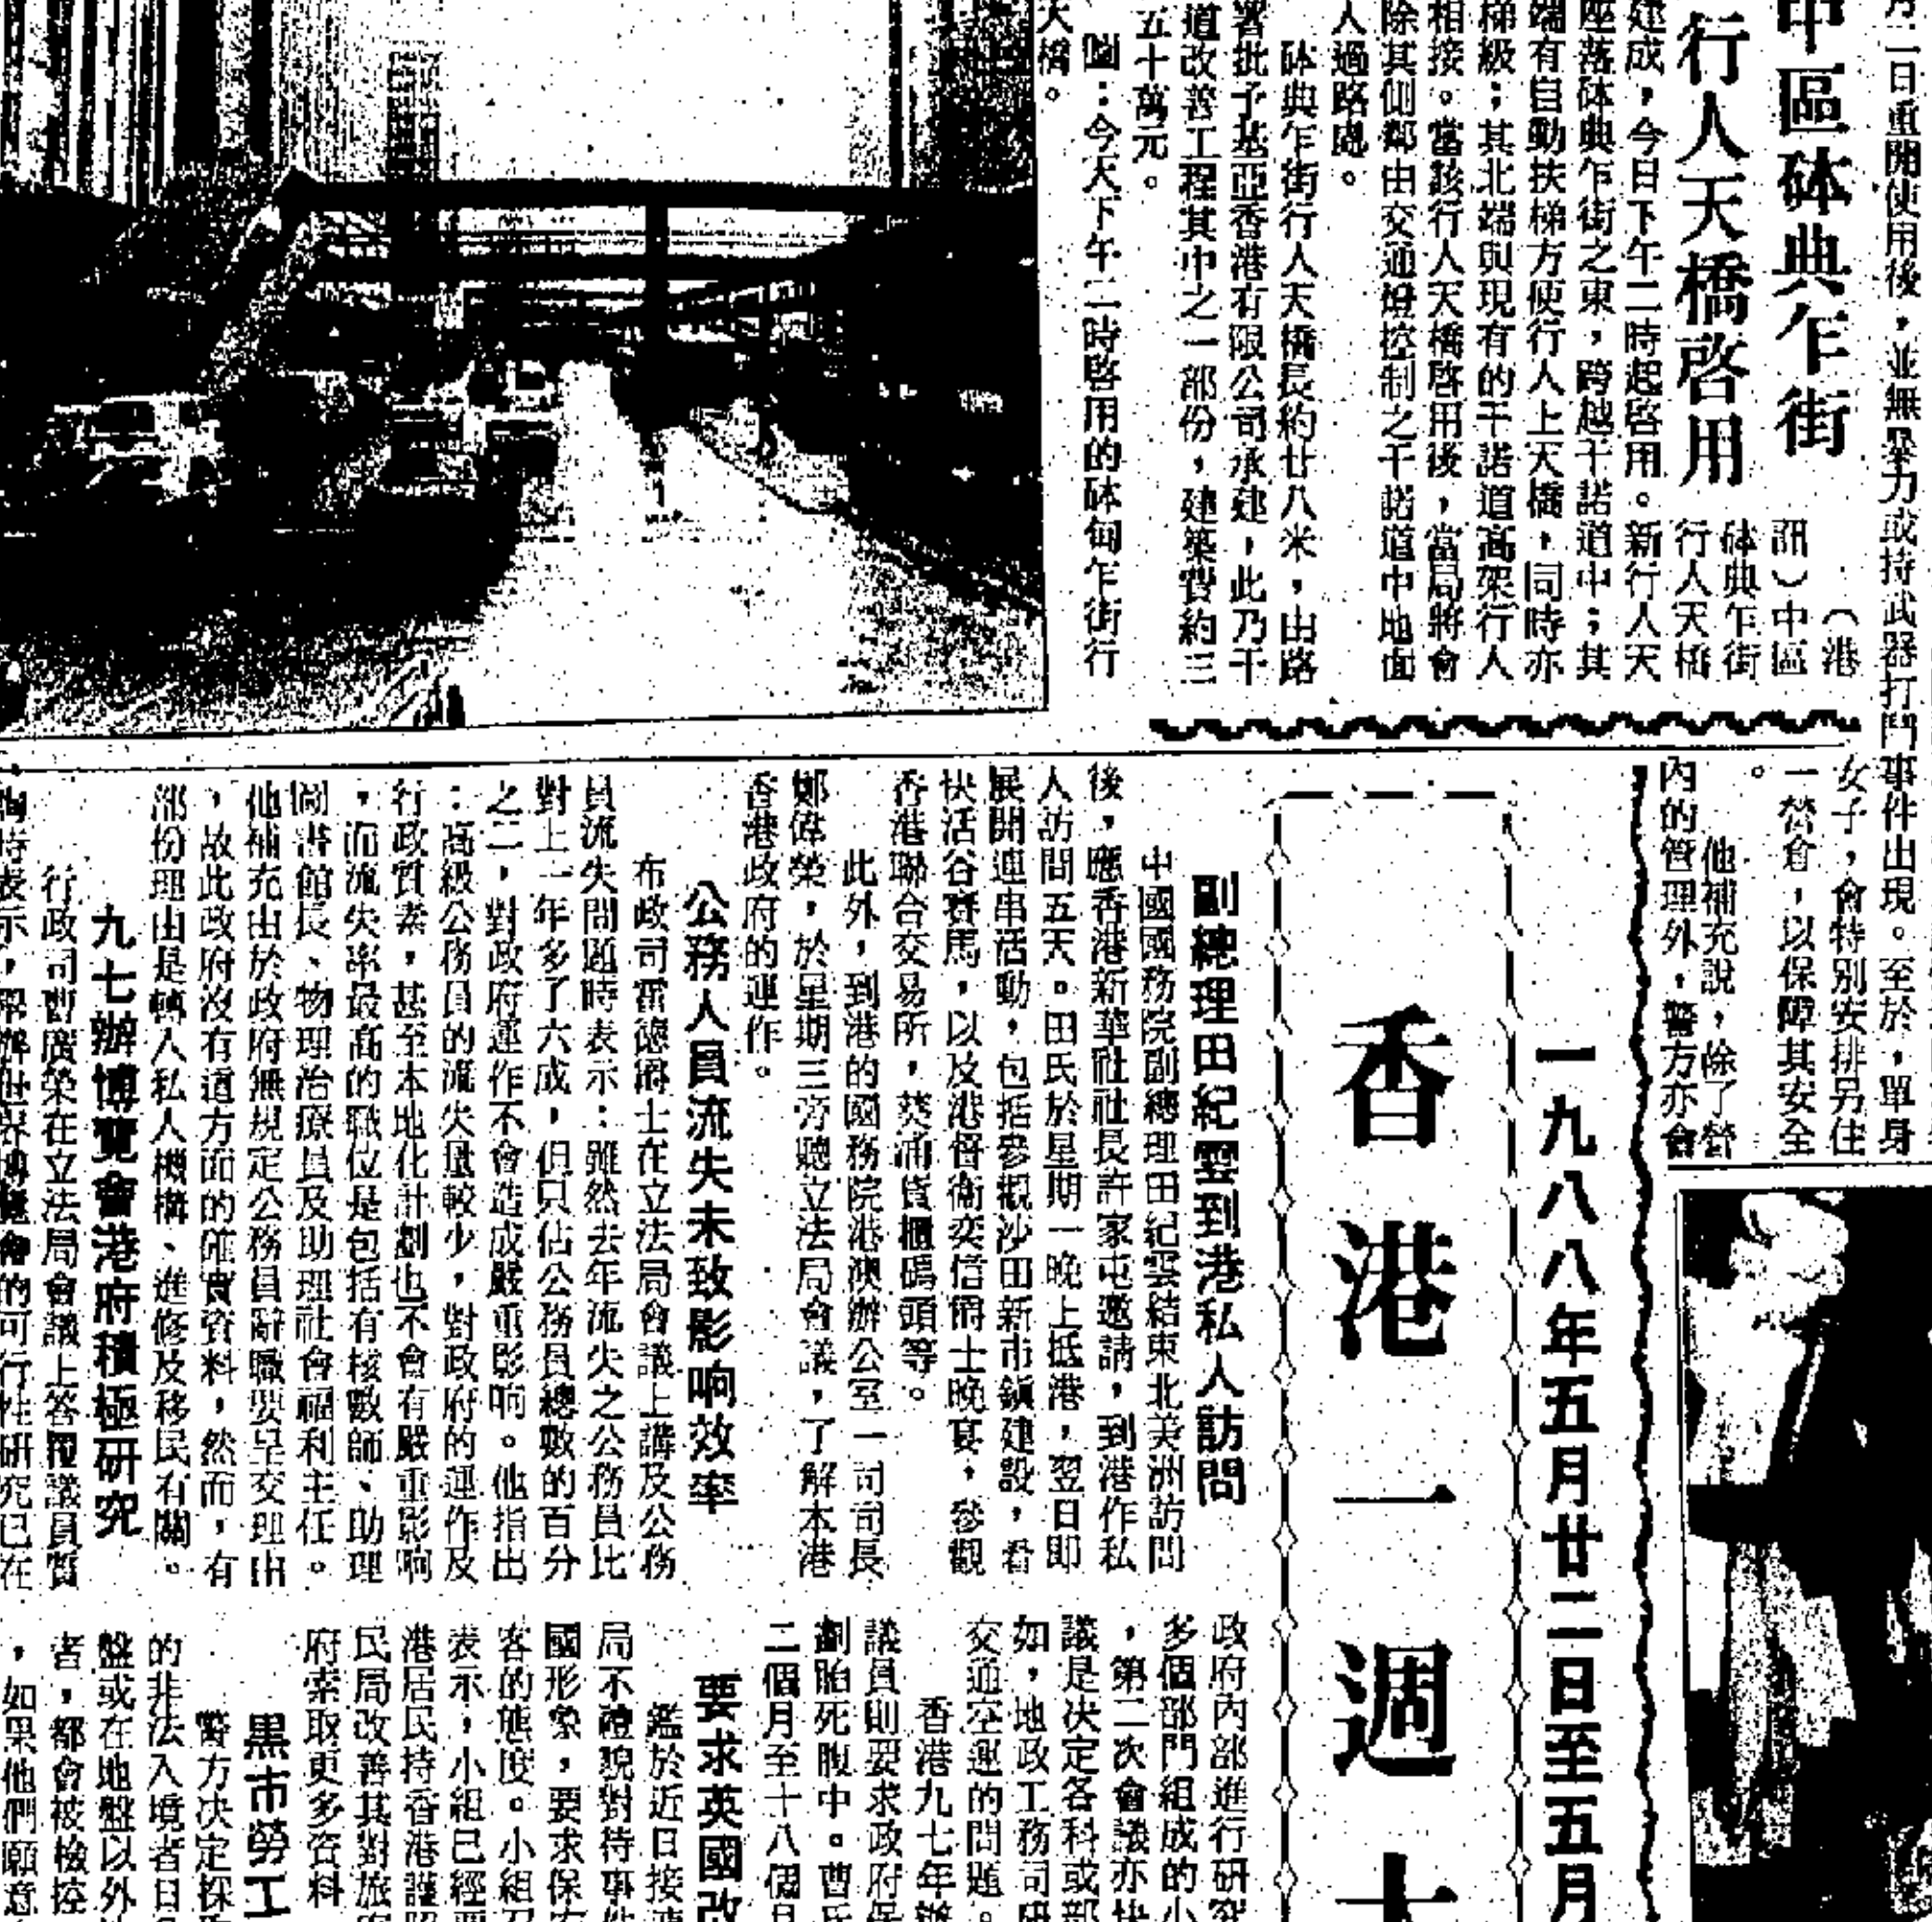 月二日重開使用後，並無暴力或持武器打鬥事件出現。至於，單身
女子，會特別安排另住
一營倉，以保障其安全
。
他補充說，除了營
內的管理外，警方亦會
中區砵典乍街
行人天橋啓用
（港
訊）中區
砵典乍街
行人天橋
建成，今日下午二時起啓用。新行人天
座落砵典乍街之東，跨越干諾道中；其
端有自動扶梯方便行人上天橋，同時亦
梯級；其北端與現有的干諾道高架行人
相接。當該行人天橋啓用後，當局將會
除其側鄰由交通燈控制之干諾道中地面
人過路處。
砵典乍街行人天橋長約廿八米，由路
署批予基亞香港有限公司承建，此乃干
道改善工程其中之一部份，建築費約三
五十萬元。
圖：今天下午二時啓用的砵甸乍街行
天橋。
一九八八年五月廿二日至五月
香港一週大
副總理田紀雲到港私人訪問
中國國務院副總理田紀雲結束北美洲訪問
後，應香港新華社社長許家屯邀請，到港作私
人訪問五天。田氏於星期一晚上抵港，翌日即
展開連串活動，包括參觀沙田新市鎮建設，看
快活谷賽馬，以及港督衞奕信爵士晚宴，參觀
香港聯合交易所，葵涌貨櫃碼頭等。
此外，到港的國務院港澳辦公室一司司長
鄭偉榮，於星期三旁聽立法局會議，了解本港
香港政府的運作。
公務人員流失未致影响效率
布政司霍德爵士在立法局會議上講及公務
員流失問題時表示：雖然去年流失之公務員比
對上一年多了六成，但只佔公務員總數的百分
之二，對政府運作不會造成嚴重影响。他指出
：高級公務員的流失量較少，對政府的運作及
行政質素，甚至本地化計劃也不會有嚴重影响
，而流失率最高的職位是包括有核數師、助理
圖書館長、物理治療員及助理社會福利主任。
他補充由於政府無規定公務員辭職要呈交理由
，故此政府沒有這方面的確實資料，然而，有
部份理由是轉入私人機構、進修及移民有關。
九七辦博覽會港府積極研究
行政司曹廣榮在立法局會議上答覆議員質
詢時表示，舉辦世界博覽會的可行性研究已在
政府內部進行研究
多個部門組成的小
，第二次會議亦快
議是决定各科或部
如，地政工務司研
交通空運的問題。
香港九七年辦
議員則要求政府保
劃胎死腹中。曹氏
二個月至十八個月
要求英國改
鑑於近日接連
局不禮貌對待事件
國形象，要求保安
客的態度。小組召
表示，小組已經要
港居民持香港護照
民局改善其對旅客
府索取更多資料
黑市勞工
警方决定採取
的非法入境者日
盤或在地盤以外
者，都會被檢控
，如果他們願意